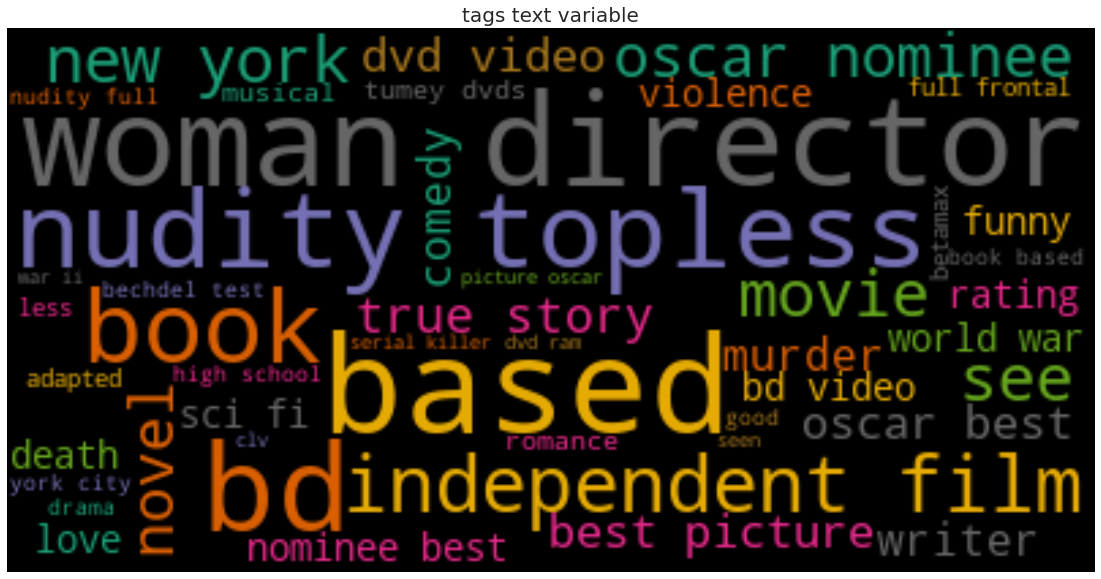 tags text variable
new york
dvd video
oscar nominee
nudity full
musical
tumey dvds
violence
full frontal
woman director
comedy
nudity topless
betamax
funny
book based
war ii
bechdel test
picture oscar
less
book
true story
movie
rating
serial killer
dvd ram
world war
adapted
high school
based
murder
bd video
see
novel
sci fi
good
oscar best
death
clv
romance
seen
york city
bd
independent film
drama
love
nominee best
best picture
writer